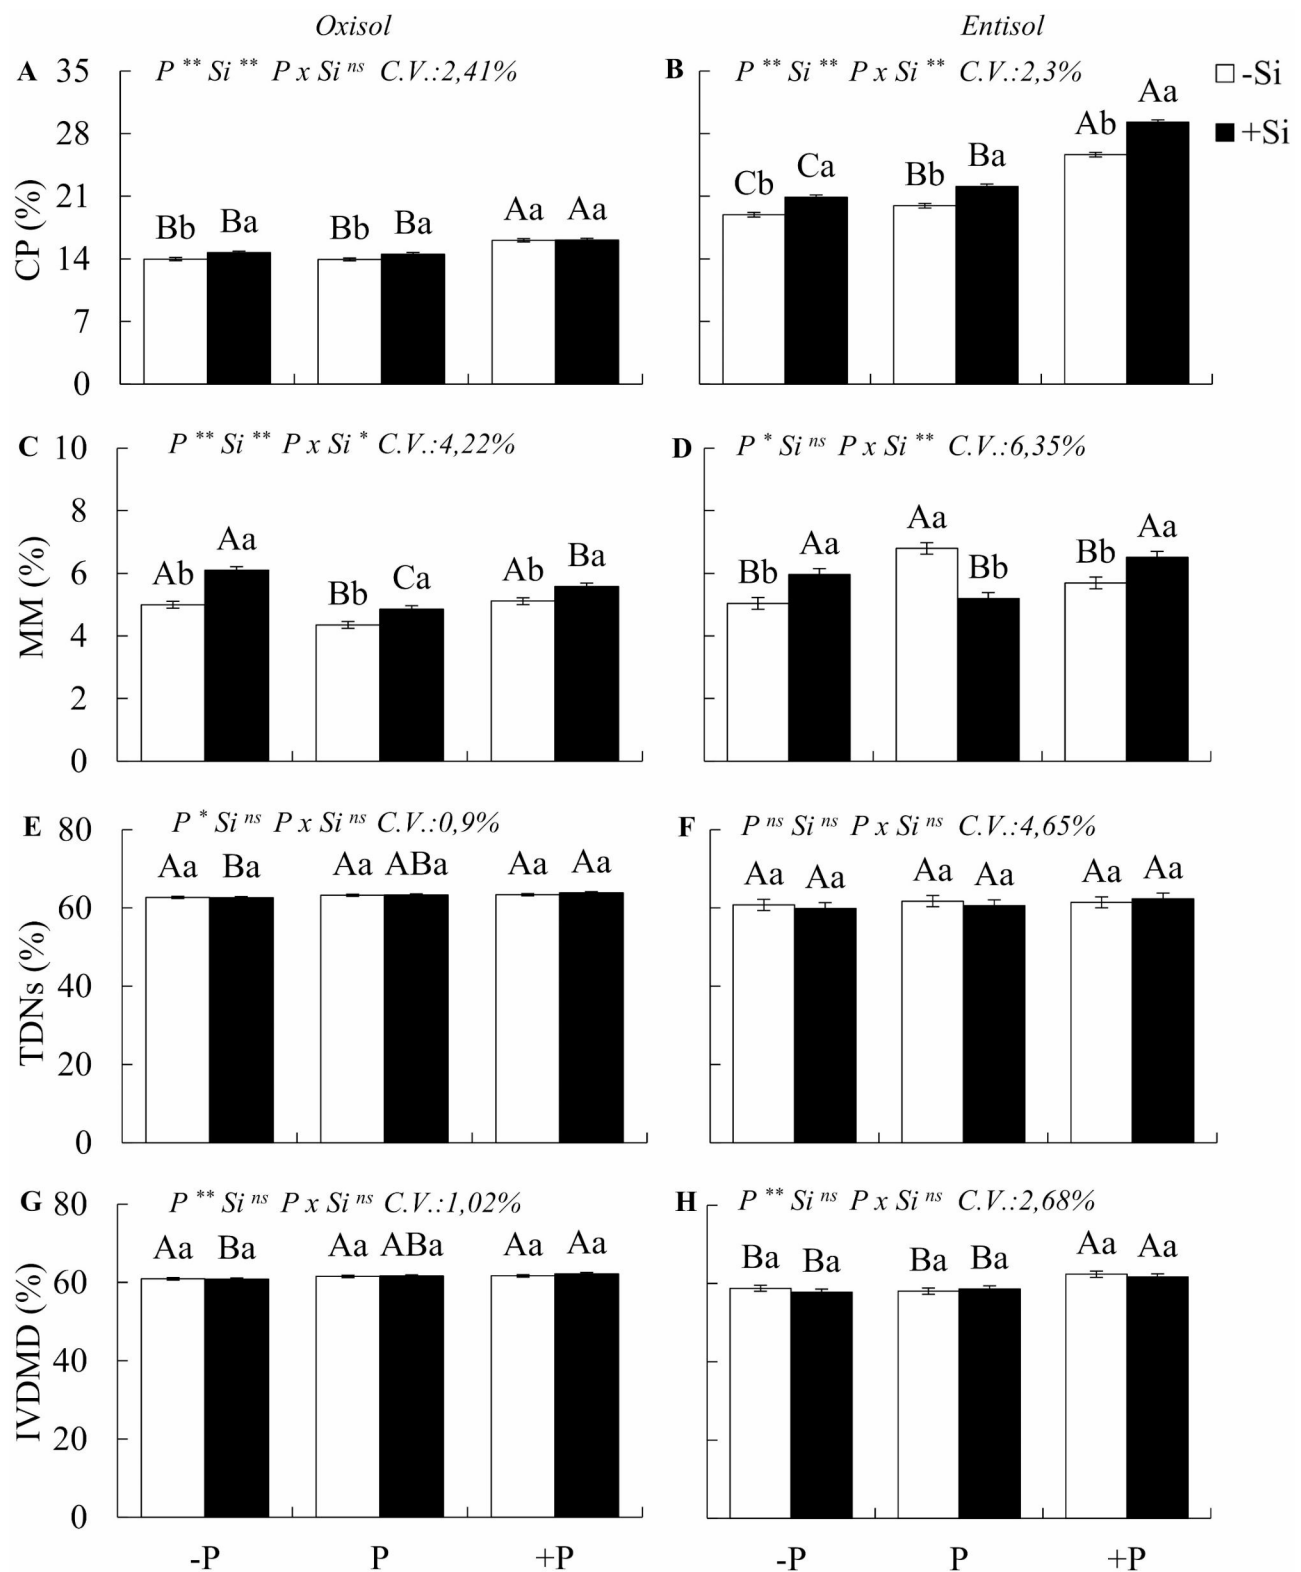 Oxisol
Entisol
A
P ** Si ** P x Si ns C.V.:2,41%
B
P ** Si ** P x Si ** C.V.:2,3%
-Si
+Si
CP (%)
35
28
21
14
7
0
Bb Ba Bb Ba Aa Aa
Cb Ca Bb Ba Ab Aa
C
P ** Si ** P x Si * C.V.:4,22%
D
P * Si ns P x Si ** C.V.:6,35%
MM (%)
10
8
6
4
2
0
Ab Aa Bb Ca Ab Ba
Bb Aa Aa Bb Bb Aa
E
P * Si ns P x Si ns C.V.:0,9%
F
P ns Si ns P x Si ns C.V.:4,65%
TDNs (%)
80
60
40
20
0
Aa Ba Aa ABa Aa Aa
Aa Aa Aa Aa Aa Aa
G
P ** Si ns P x Si ns C.V.:1,02%
H
P ** Si ns P x Si ns C.V.:2,68%
IVDMD (%)
80
60
40
20
0
Aa Ba Aa ABa Aa Aa
Ba Ba Ba Ba Aa Aa
-P P +P
-P P +P